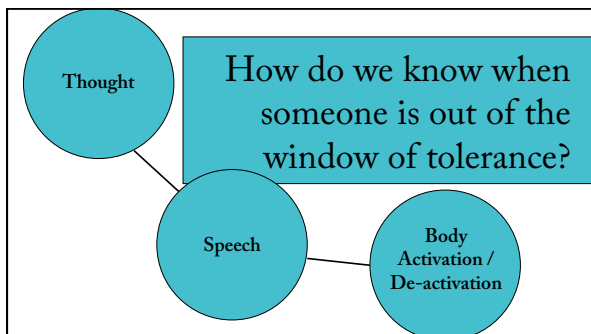 Thought
How do we know when
someone is out of the
window of tolerance?
Speech
Body
Activation /
De-activation